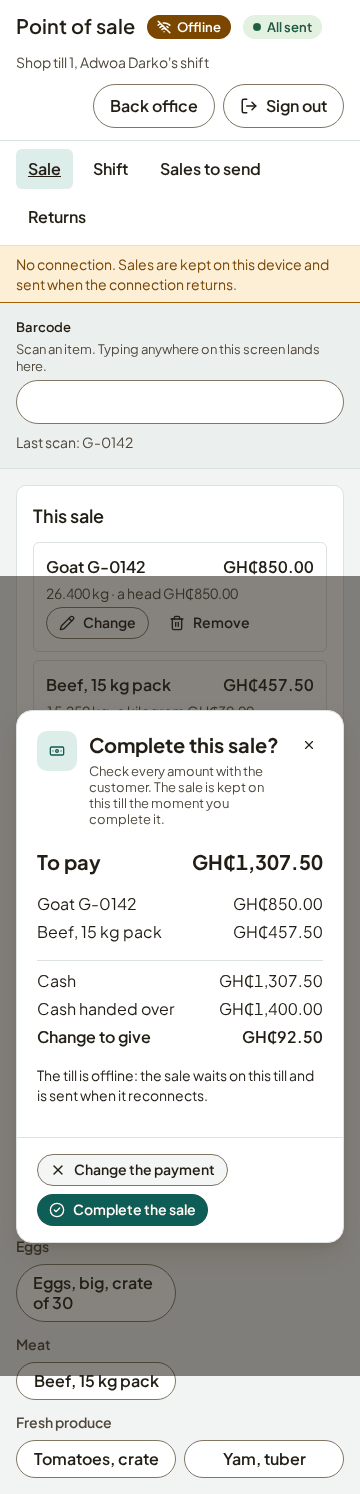 Point of sale
Offline
All sent
Shop till 1, Adwoa Darko's shift
Back office
Sign out
Sale
Shift
Sales to send
Returns
No connection. Sales are kept on this device and
sent when the connection returns.
Barcode
Scan an item. Typing anywhere on this screen lands
here.
Last scan: G-0142
This sale
Goat G-0142 GH₵850.00
26.400 kg · a head GH₵850.00
Change
Remove
Beef, 15 kg pack GH₵457.50
Complete this sale?
Check every amount with the
customer. The sale is kept on
this till the moment you
complete it.
To pay GH₵1,307.50
Goat G-0142 GH₵850.00
Beef, 15 kg pack GH₵457.50
Cash GH₵1,307.50
Cash handed over GH₵1,400.00
Change to give GH₵92.50
The till is offline: the sale waits on this till and
is sent when it reconnects.
Change the payment
Complete the sale
Eggs
Eggs, big, crate
of 30
Meat
Beef, 15 kg pack
Fresh produce
Tomatoes, crate
Yam, tuber